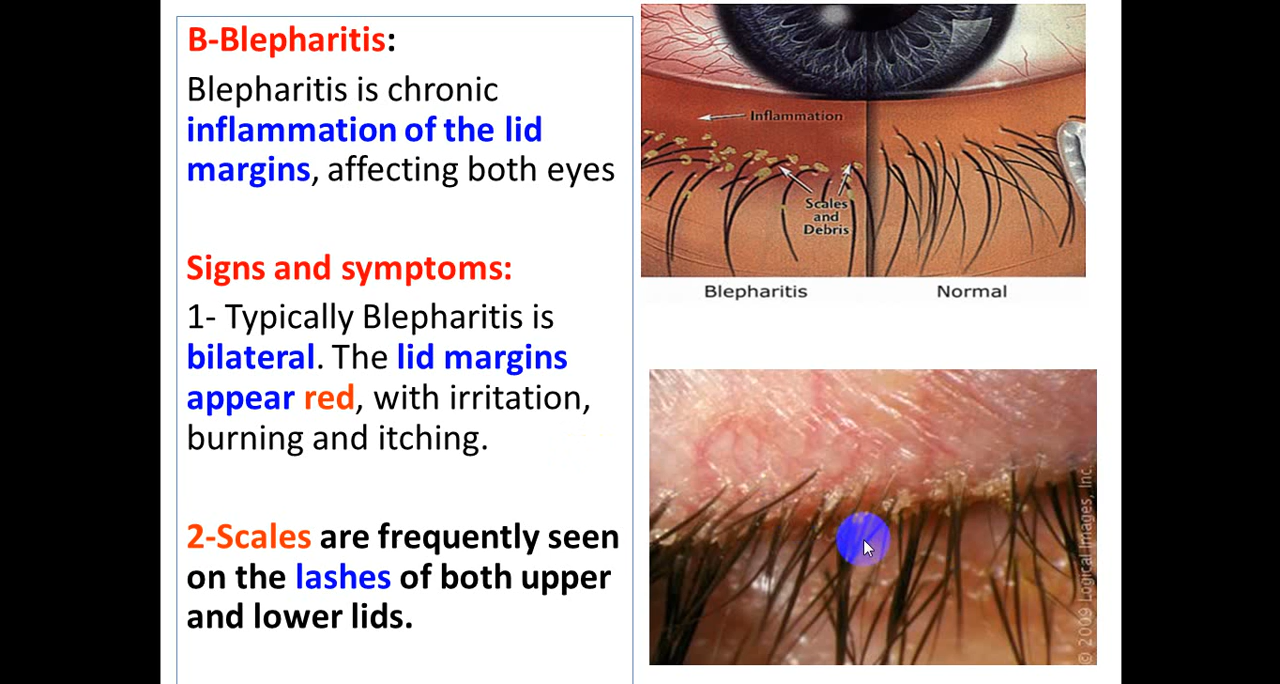 B-Blepharitis:
Blepharitis is chronic
inflammation of the lid
margins, affecting both eyes
Signs and symptoms:
1- Typically Blepharitis is
bilateral. The lid margins
appear red, with irritation,
burning and itching.
2-Scales are frequently seen
on the lashes of both upper
and lower lids.
Inflammation
Scales
and
Debris
Blepharitis
Normal
© 2009 Logical Images, Inc.